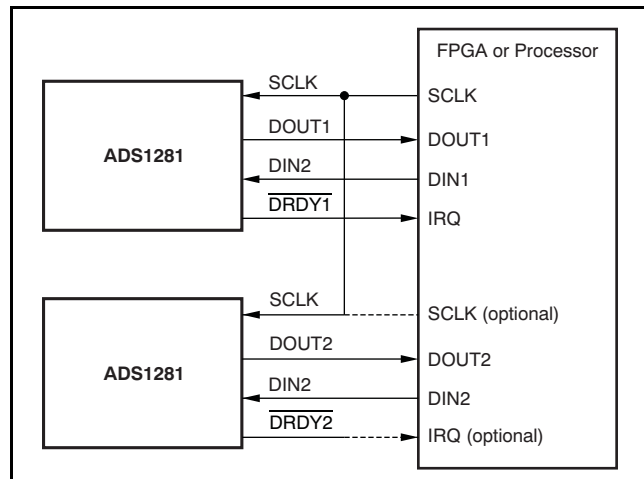 FPGA or Processor
SCLK
SCLK
DOUT1
DOUT1
ADS1281
DIN2
DIN1
DRDY1
IRQ
SCLK
SCLK (optional)
DOUT2
DOUT2
ADS1281
DIN2
DIN2
DRDY2
IRQ (optional)